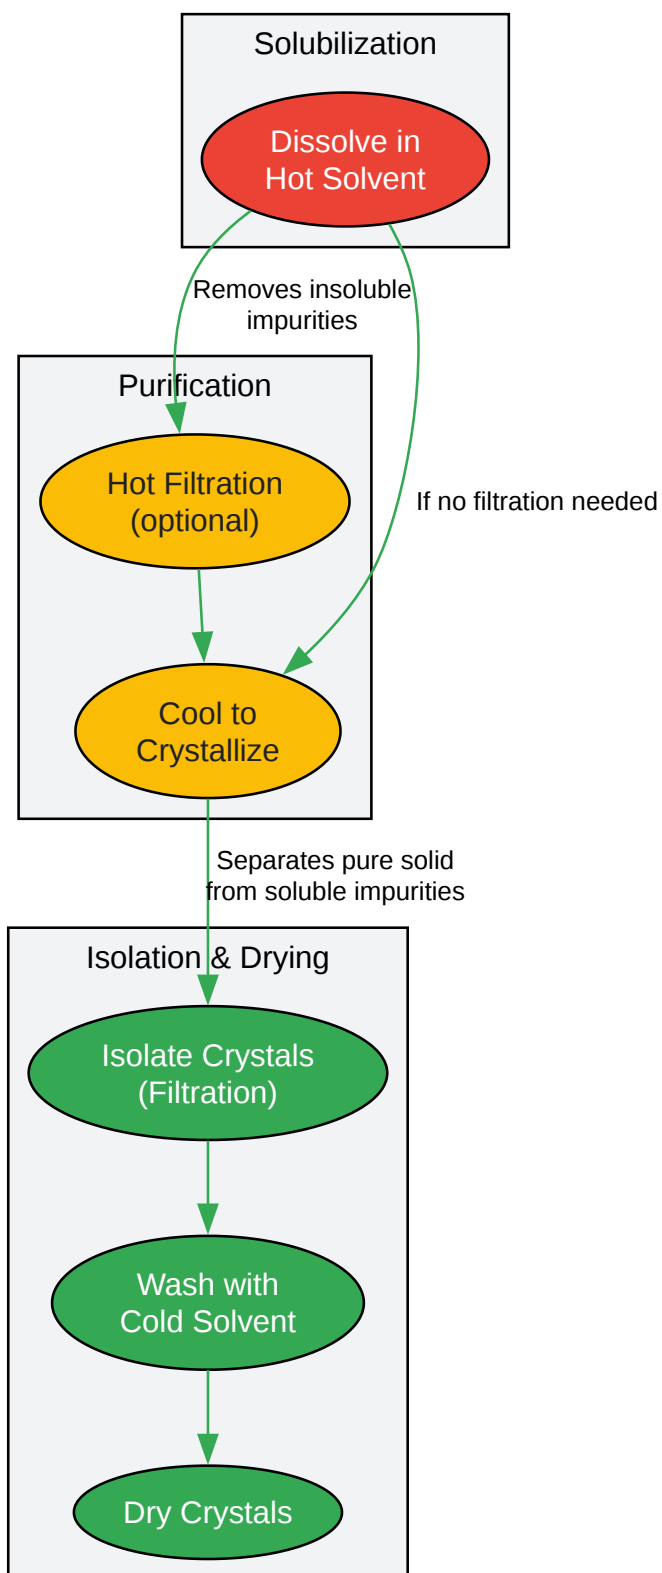 Solubilization
Dissolve in
Hot Solvent
Removes insoluble
impurities
Purification
Hot Filtration
(optional)
If no filtration needed
Cool to
Crystallize
Separates pure solid
from soluble impurities
Isolation & Drying
Isolate Crystals
(Filtration)
Wash with
Cold Solvent
Dry Crystals